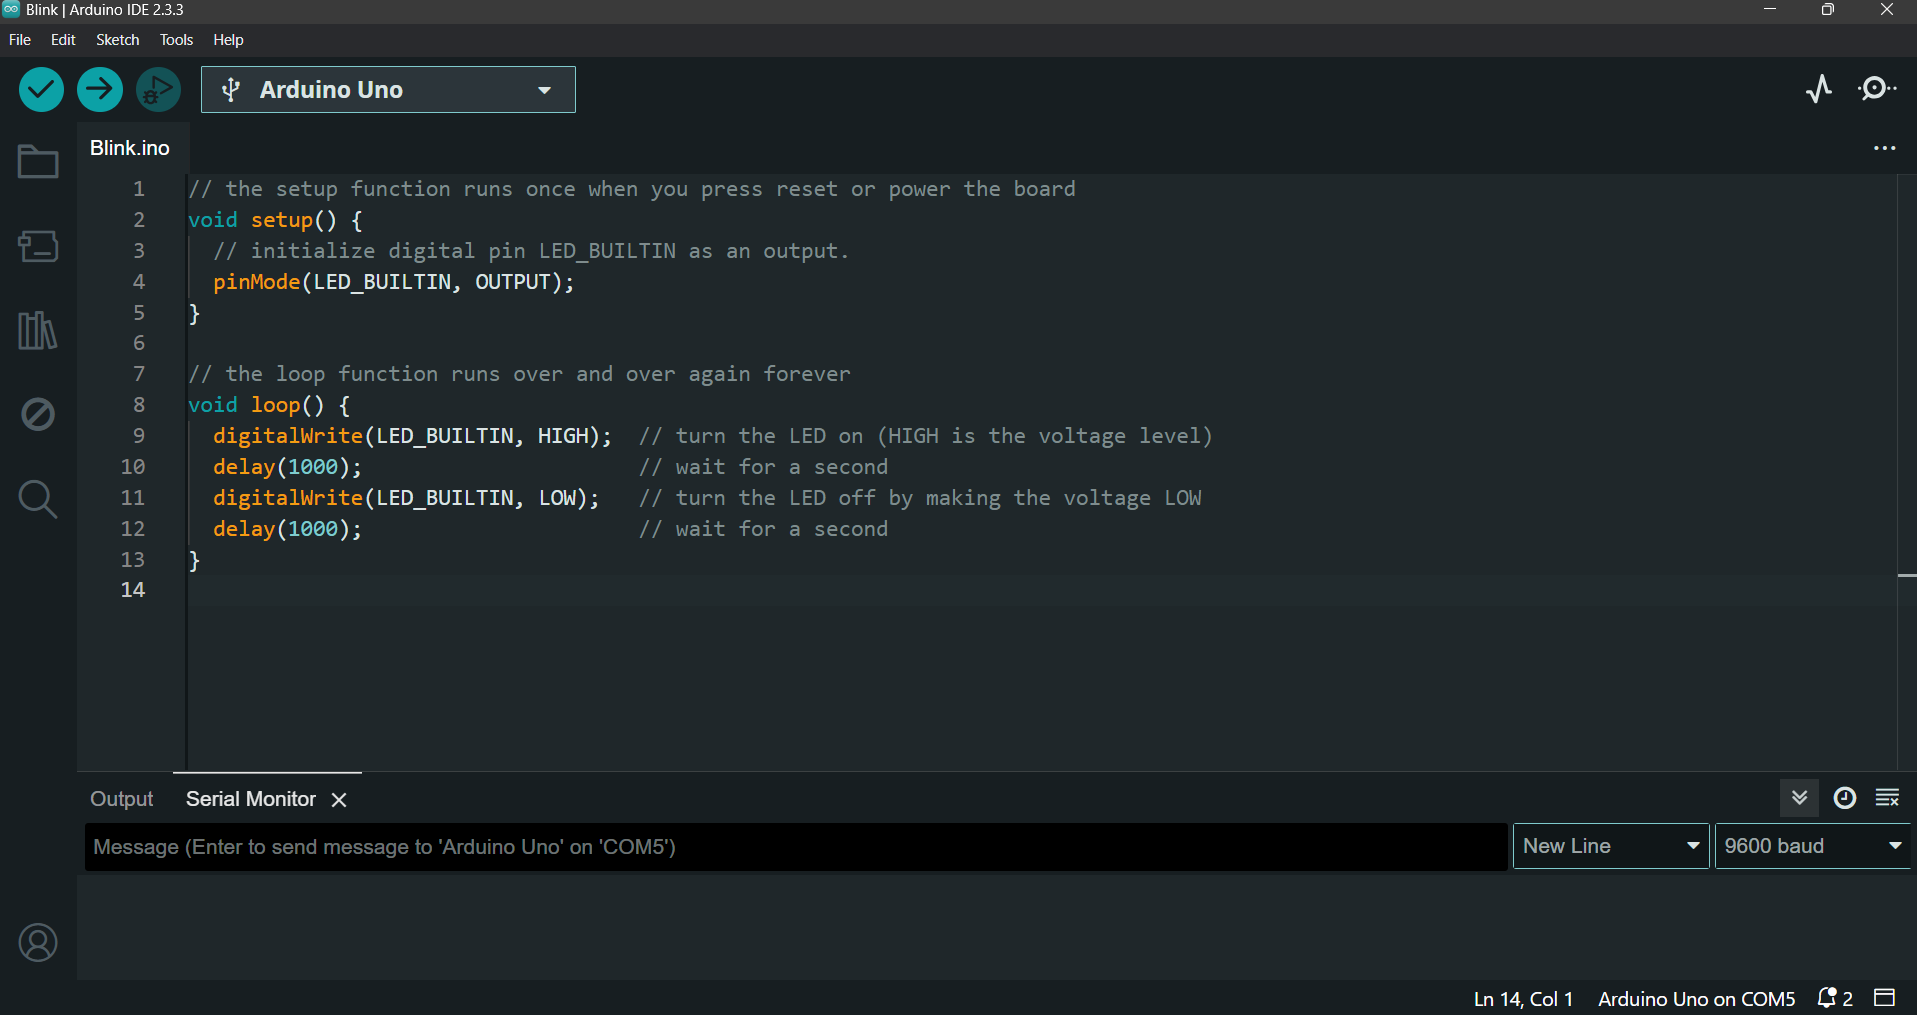 Blink | Arduino IDE 2.3.3
File Edit Sketch Tools Help
Arduino Uno
Blink.ino
1 // the setup function runs once when you press reset or power the board
2 void setup() {
3   // initialize digital pin LED_BUILTIN as an output.
4   pinMode(LED_BUILTIN, OUTPUT);
5 }
6
7 // the loop function runs over and over again forever
8 void loop() {
9   digitalWrite(LED_BUILTIN, HIGH);  // turn the LED on (HIGH is the voltage level)
10   delay(1000);                      // wait for a second
11   digitalWrite(LED_BUILTIN, LOW);   // turn the LED off by making the voltage LOW
12   delay(1000);                      // wait for a second
13 }
14
Output Serial Monitor
Message (Enter to send message to 'Arduino Uno' on 'COM5') New Line 9600 baud
Ln 14, Col 1 Arduino Uno on COM5 2